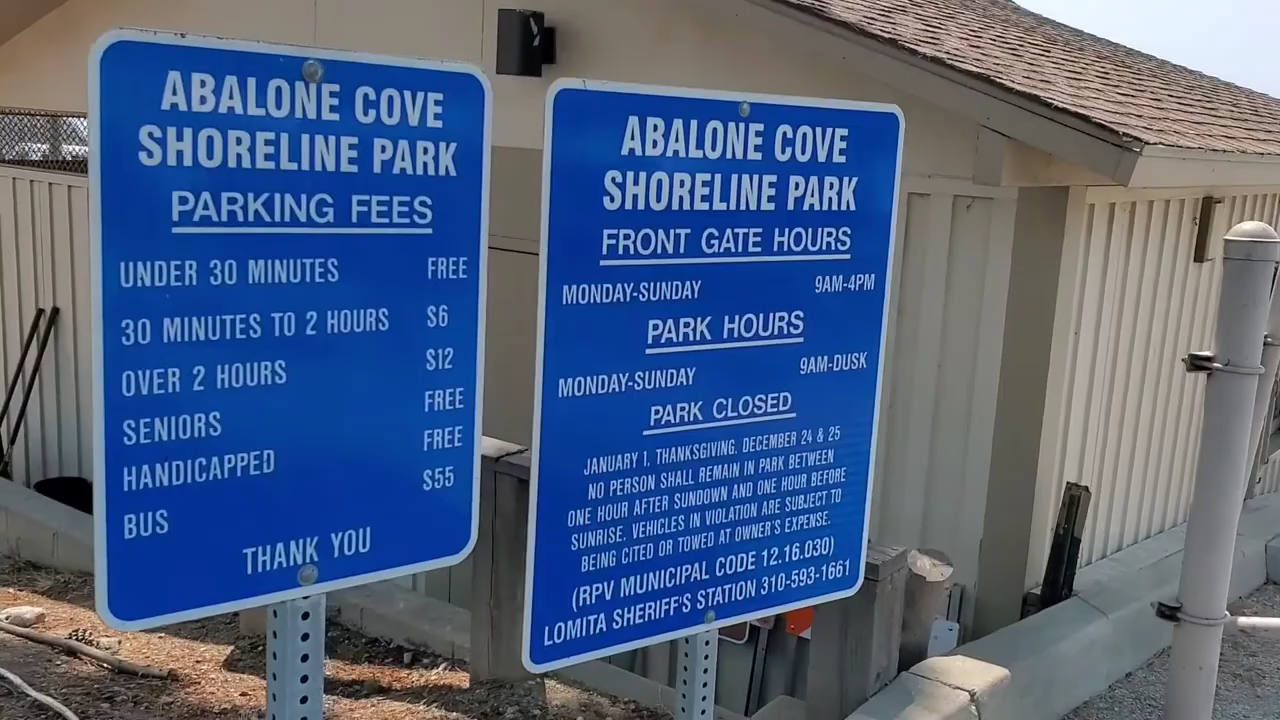 ABALONE COVE
SHORELINE PARK
PARKING FEES
UNDER 30 MINUTES FREE
30 MINUTES TO 2 HOURS $6
OVER 2 HOURS $12
SENIORS FREE
HANDICAPPED FREE
BUS $55
THANK YOU
ABALONE COVE
SHORELINE PARK
FRONT GATE HOURS
MONDAY-SUNDAY 9AM-4PM
PARK HOURS
MONDAY-SUNDAY 9AM-DUSK
PARK CLOSED
JANUARY 1, THANKSGIVING, DECEMBER 24 & 25
NO PERSON SHALL REMAIN IN PARK BETWEEN
ONE HOUR AFTER SUNDOWN AND ONE HOUR BEFORE
SUNRISE. VEHICLES IN VIOLATION ARE SUBJECT TO
BEING CITED OR TOWED AT OWNER'S EXPENSE.
(RPV MUNICIPAL CODE 12.16.030)
LOMITA SHERIFF'S STATION 310-593-1661